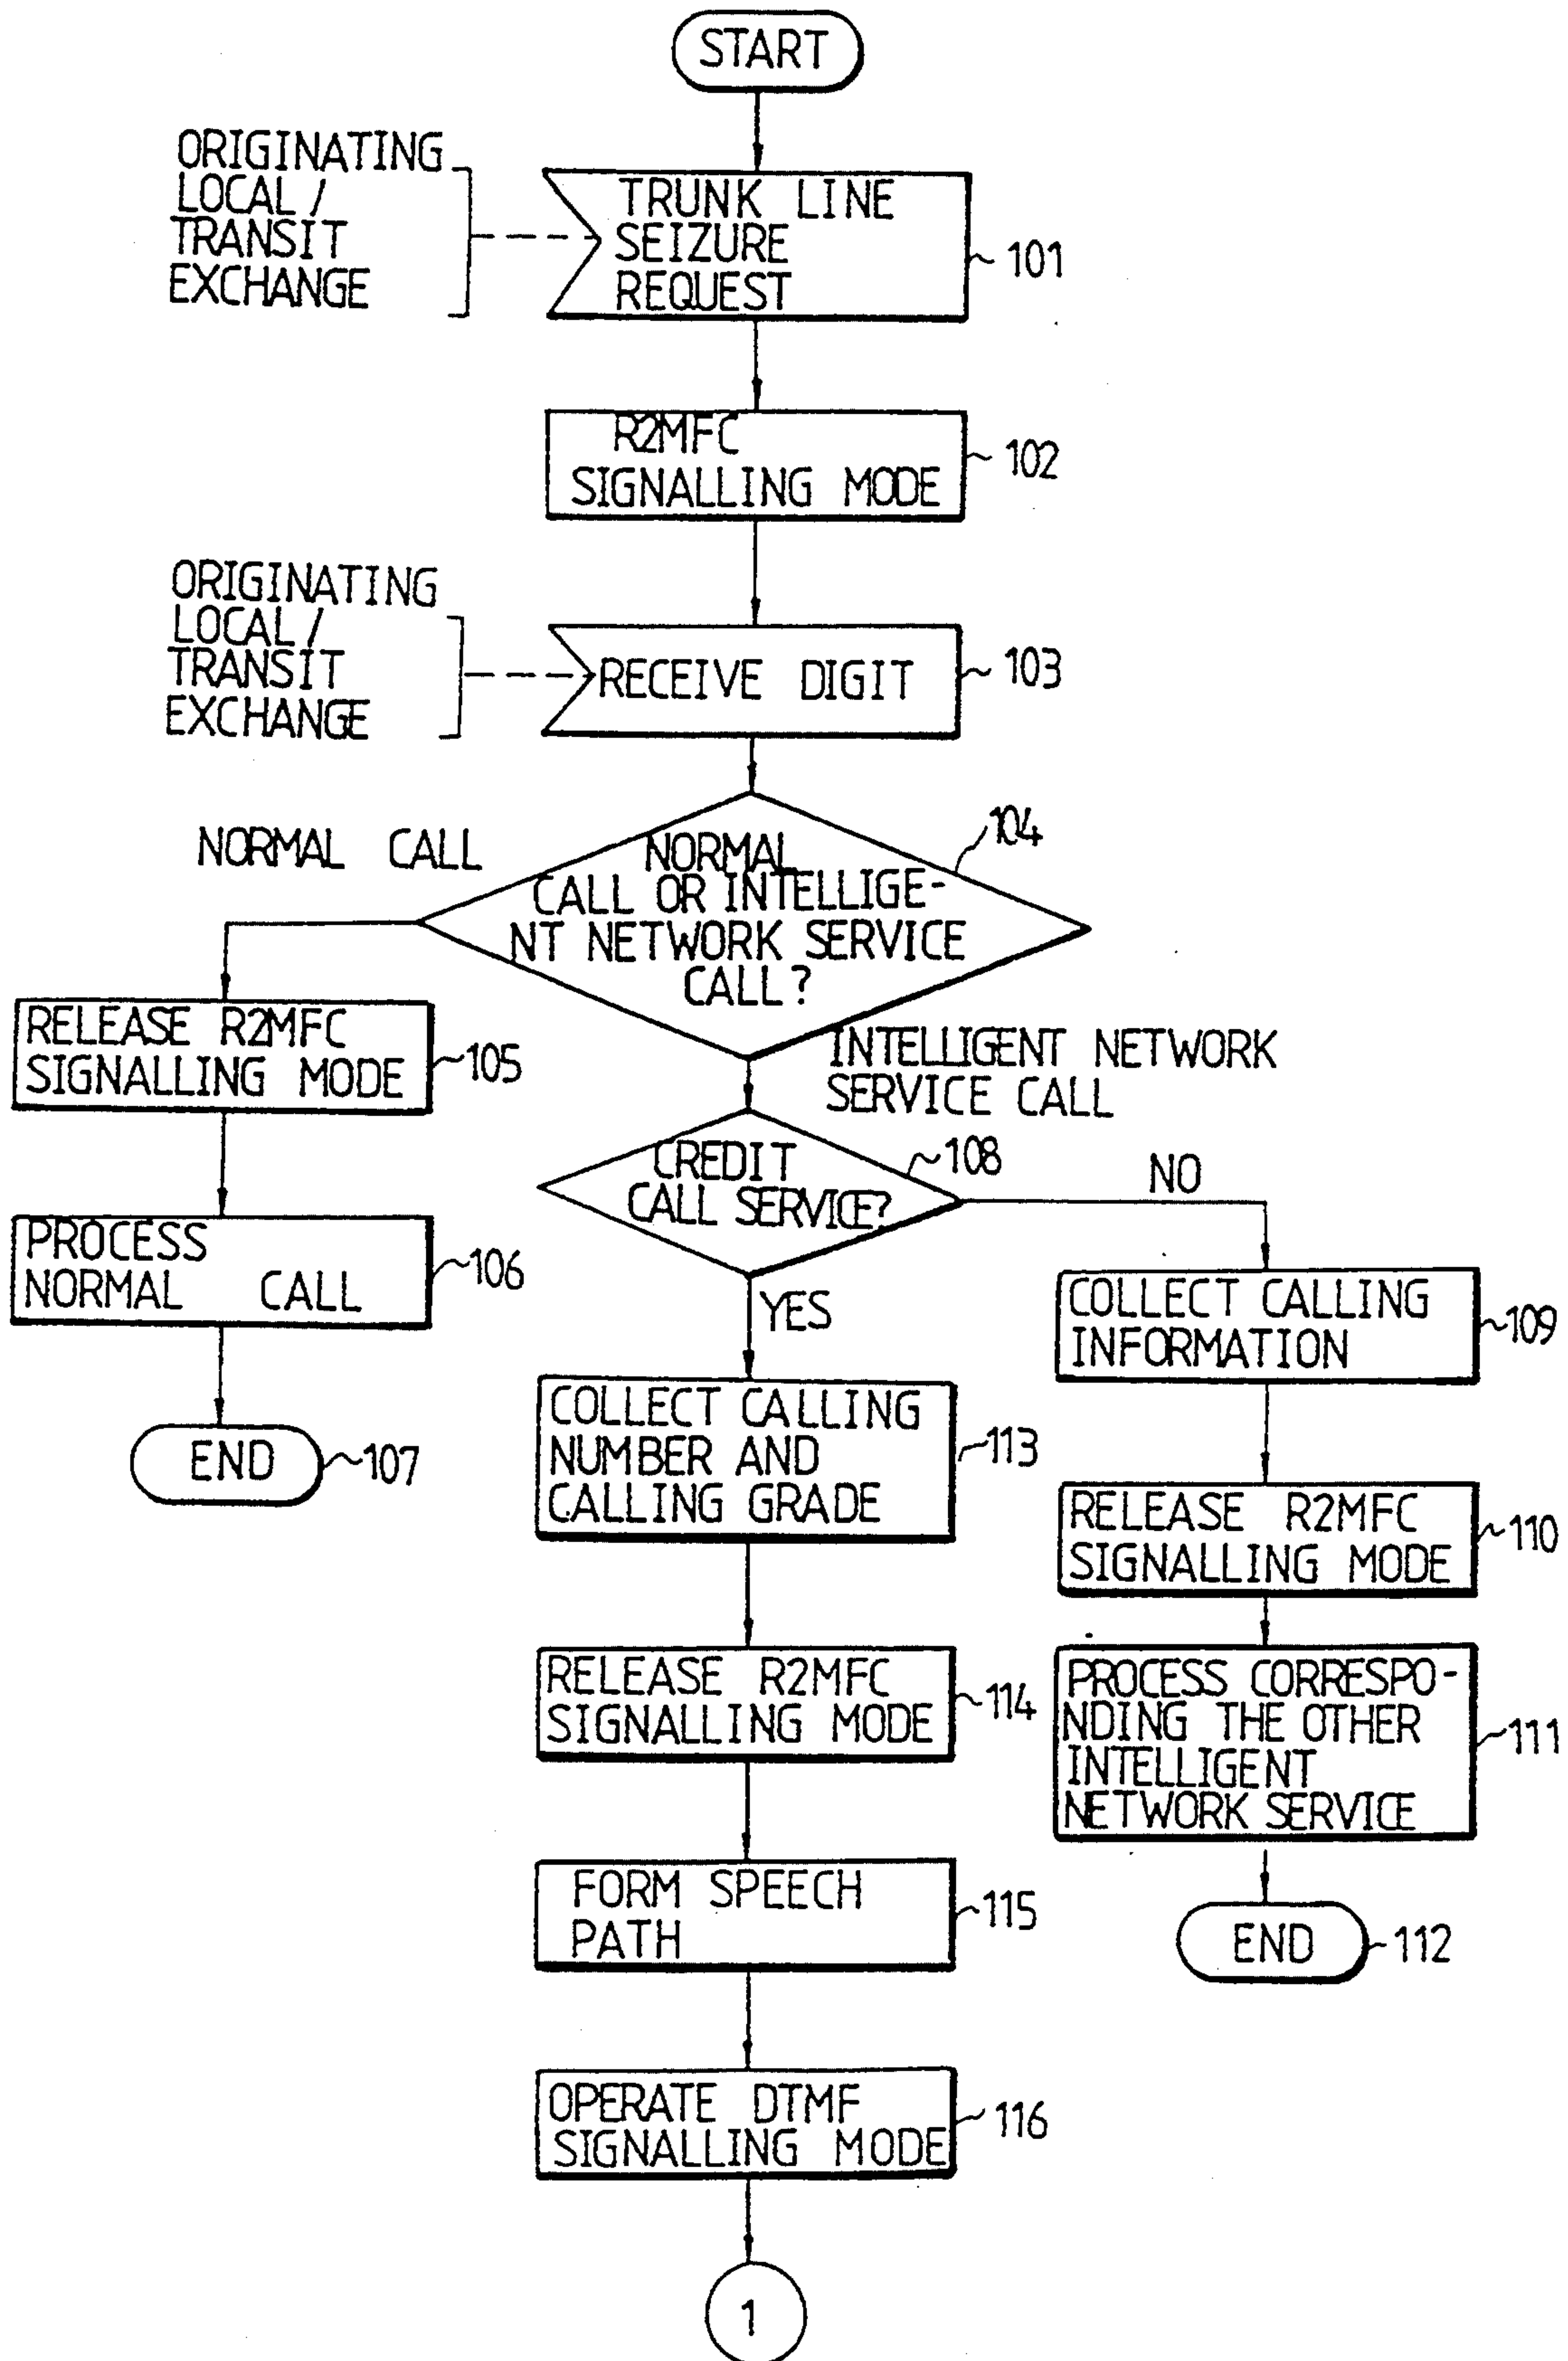 START
ORIGINATING
LOCAL /
TRANSIT
EXCHANGE
TRUNK LINE
SEIZURE
REQUEST
101
R2MFC
SIGNALLING MODE
102
ORIGINATING
LOCAL /
TRANSIT
EXCHANGE
RECEIVE DIGIT
103
NORMAL CALL
NORMAL
CALL OR INTELLIGE-
NT NETWORK SERVICE
CALL?
104
RELEASE R2MFC
SIGNALLING MODE
105
INTELLIGENT NETWORK
SERVICE CALL
CREDIT
CALL SERVICE?
108
NO
PROCESS
NORMAL CALL
106
YES
COLLECT CALLING
INFORMATION
109
END
107
COLLECT CALLING
NUMBER AND
CALLING GRADE
113
RELEASE R2MFC
SIGNALLING MODE
110
RELEASE R2MFC
SIGNALLING MODE
114
PROCESS CORRESPO-
NDING THE OTHER
INTELLIGENT
NETWORK SERVICE
111
FORM SPEECH
PATH
115
END
112
OPERATE DTMF
SIGNALLING MODE
116
1